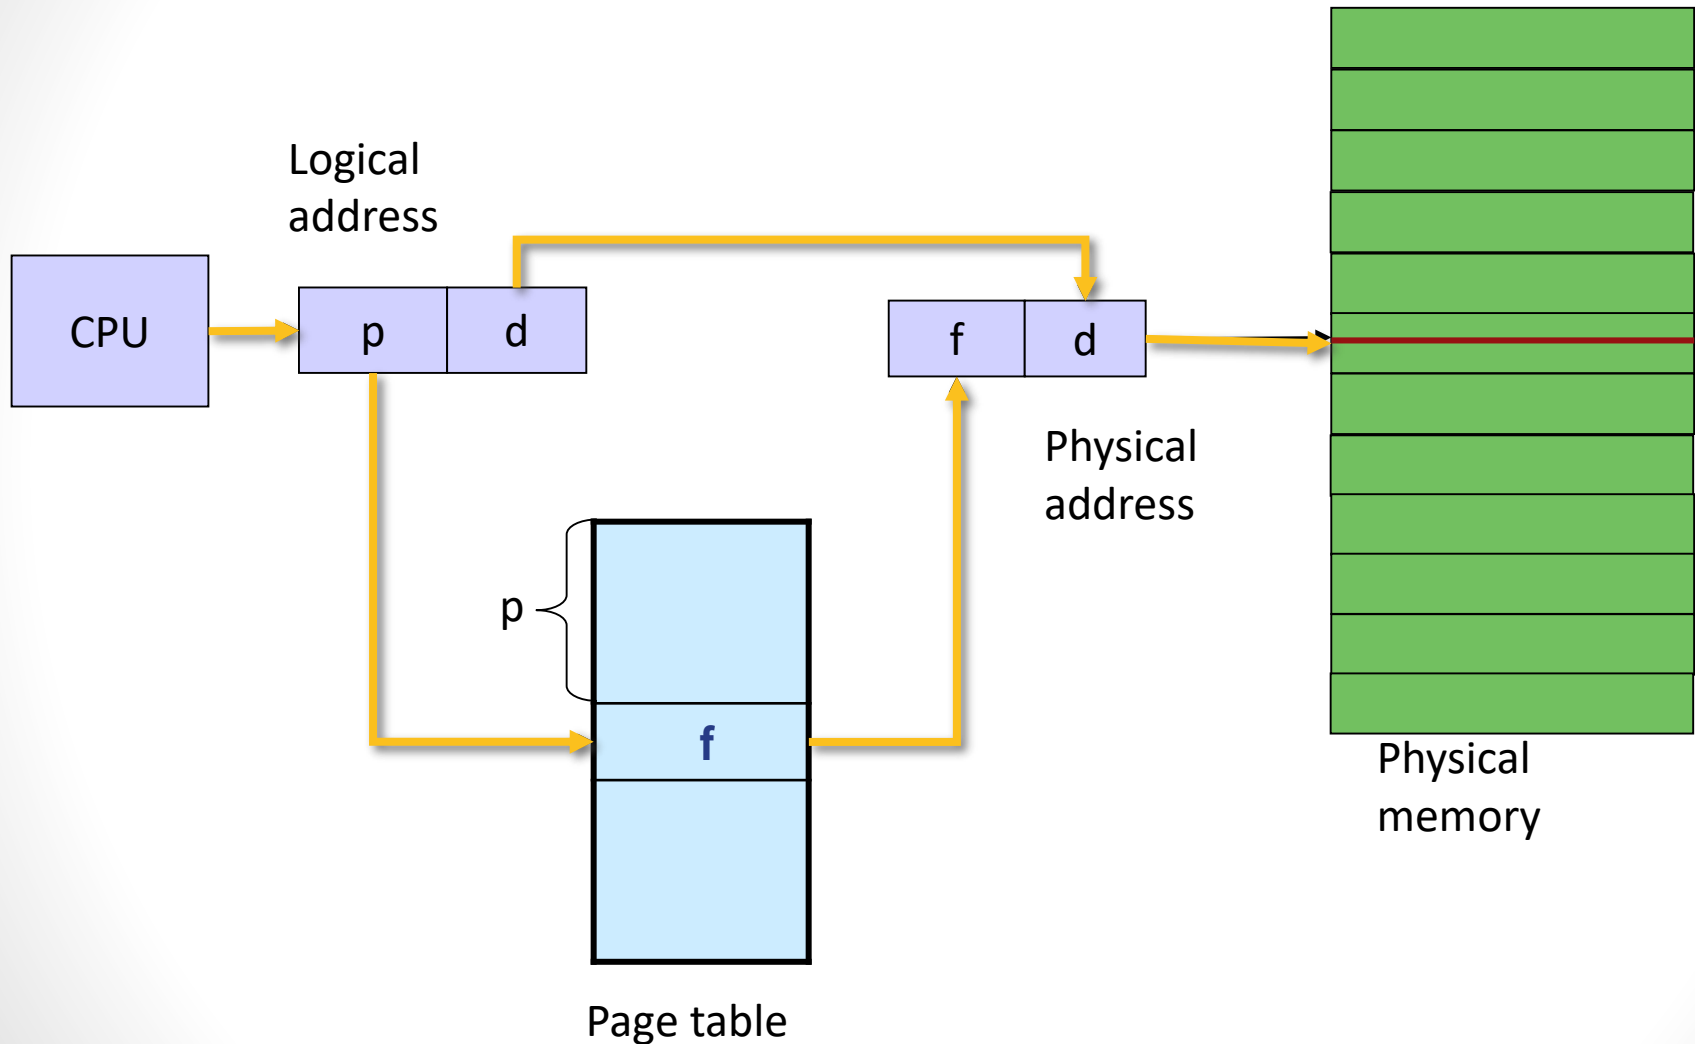 Logical
address
CPU
p
d
f
d
Physical
address
p
f
Physical
memory
Page table